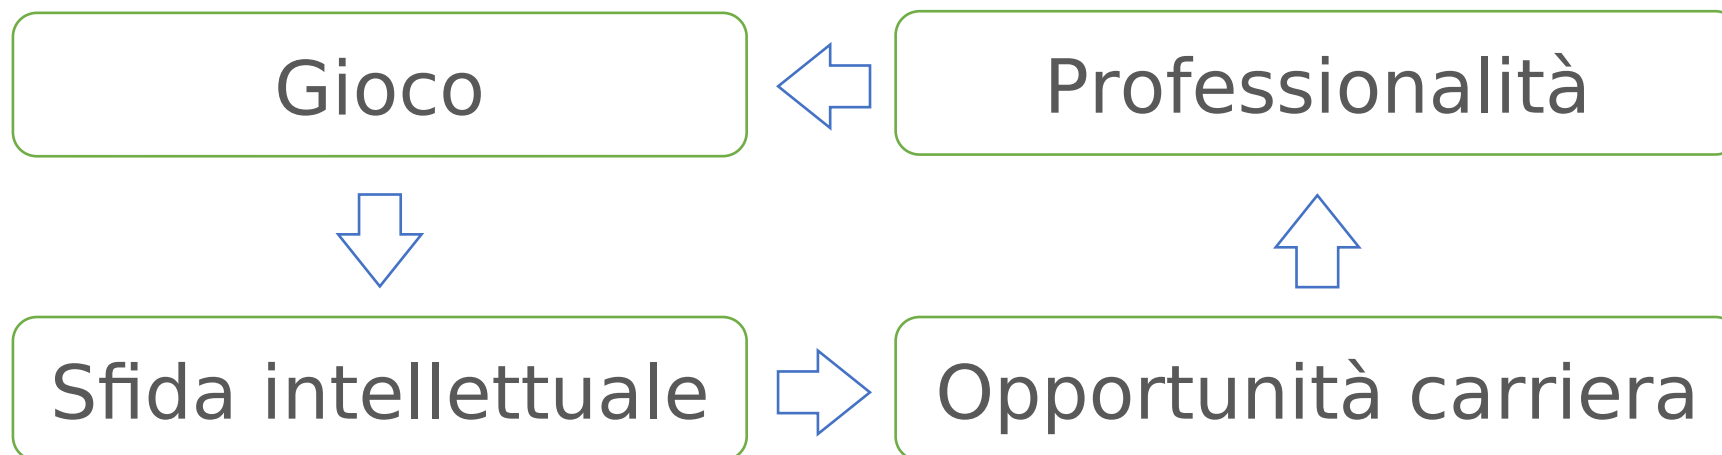 Gioco
Professionalità
Sfida intellettuale
Opportunità carriera